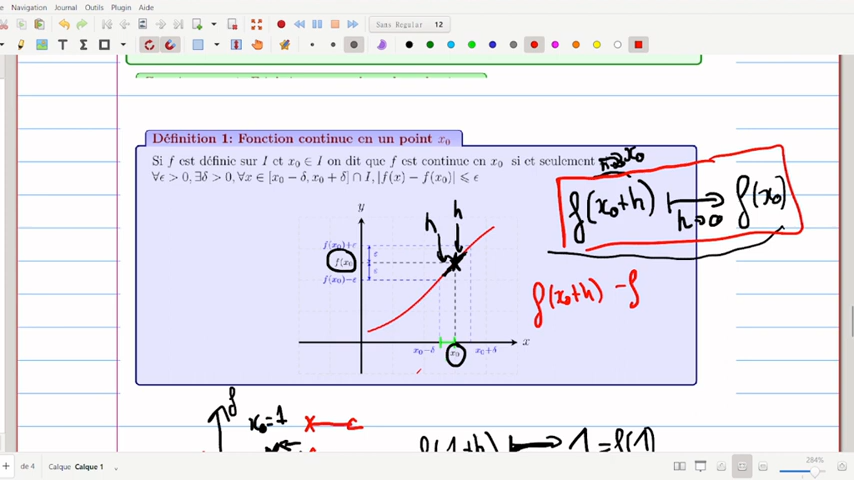 Navigation Journal Outils Plugin Aide
Sans Regular 12
Définition 1: Fonction continue en un point x₀
Si f est définie sur I et x₀ ∈ I on dit que f est continue en x₀ si et seulement
∀ϵ > 0, ∃δ > 0, ∀x ∈ ]x₀ − δ, x₀ + δ[ ∩ I, |f(x) − f(x₀)| ⩽ ϵ
x₀
f(x₀+h) ⟼ f(x₀)
h→0
y
h h
f(x₀)+ε
ε
f(x₀
ε
f(x₀)−ε
f(x₀+h) - f
x
x₀−δ x₀ x₀+δ
f
x₀=1
f(1+h) ⟼ 1 = f(1)
de 4 Calque Calque 1 284%